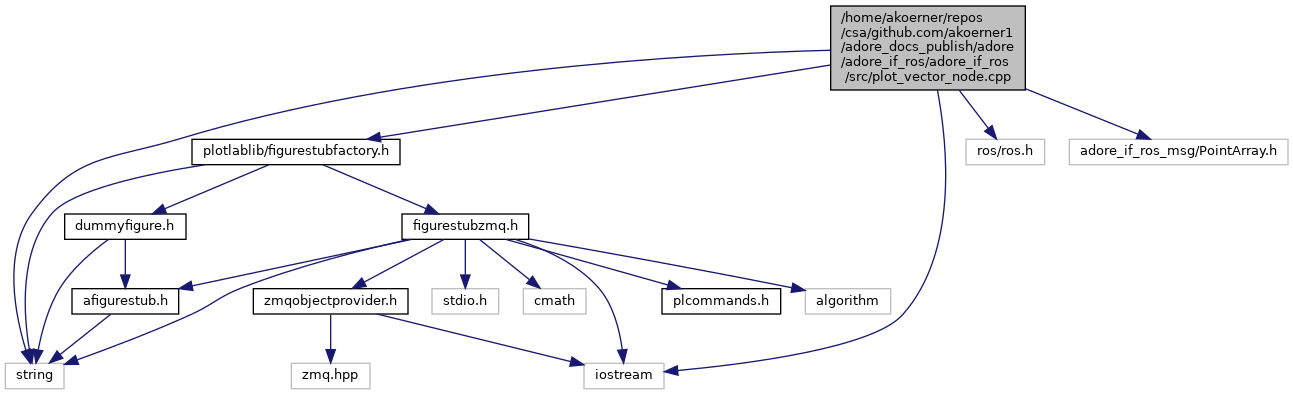 /home/akoerner/repos
/csa/github.com/akoerner1
/adore_docs_publish/adore
/adore_if_ros/adore_if_ros
/src/plot_vector_node.cpp
plotlablib/figurestubfactory.h
ros/ros.h
adore_if_ros_msg/PointArray.h
dummyfigure.h
figurestubzmq.h
afigurestub.h
zmqobjectprovider.h
stdio.h
cmath
plcommands.h
algorithm
string
zmq.hpp
iostream